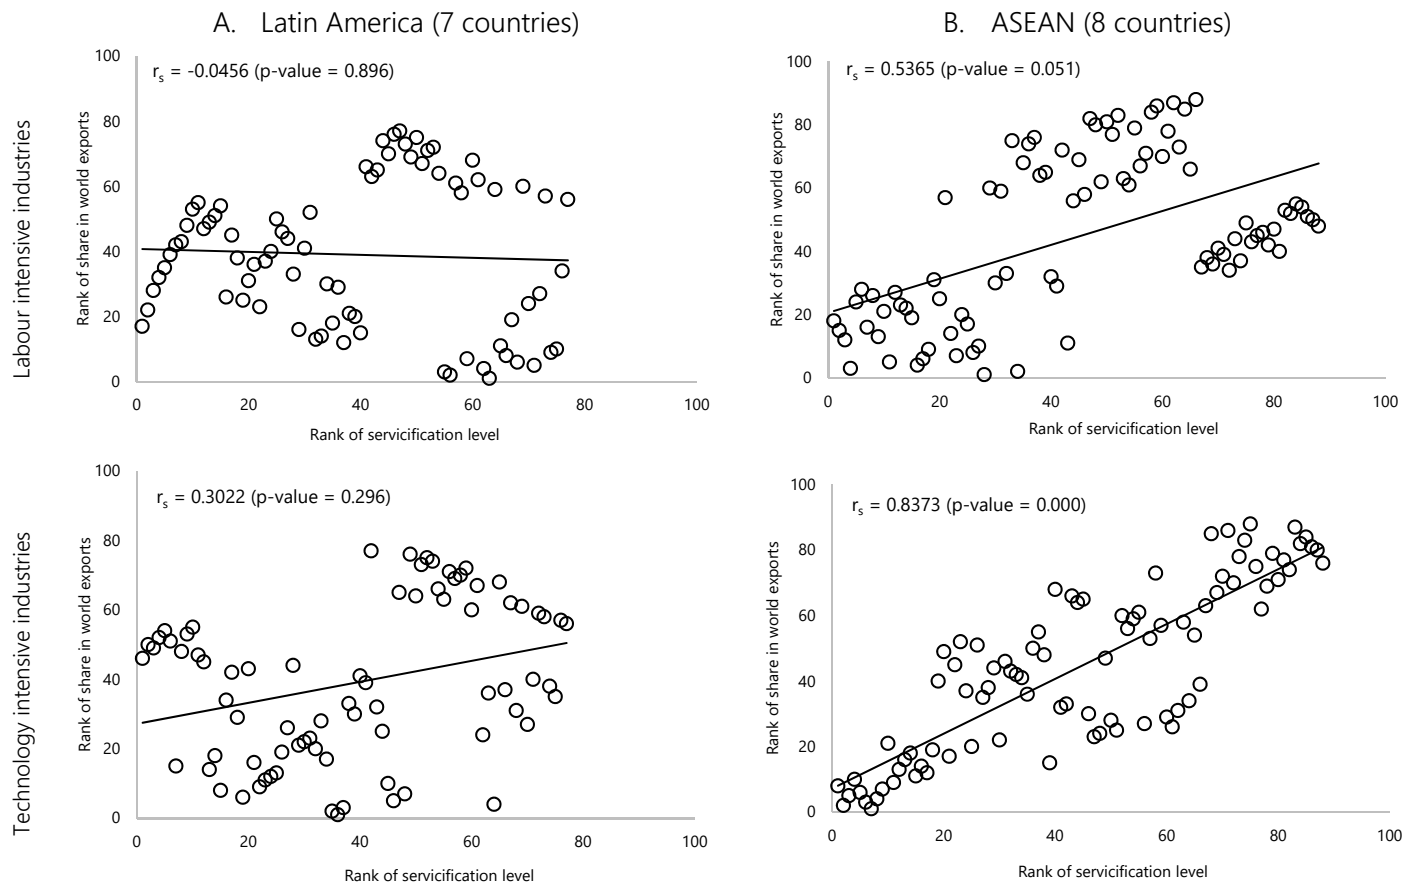 A. Latin America (7 countries)
B. ASEAN (8 countries)
Labour intensive industries
Rank of share in world exports
rs = -0.0456 (p-value = 0.896)
100
80
60
40
20
0
0 20 40 60 80 100
Rank of servicification level
Rank of share in world exports
rs = 0.5365 (p-value = 0.051)
100
80
60
40
20
0
0 20 40 60 80 100
Rank of servicification level
Technology intensive industries
Rank of share in world exports
rs = 0.3022 (p-value = 0.296)
100
80
60
40
20
0
0 20 40 60 80 100
Rank of servicification level
Rank of share in world exports
rs = 0.8373 (p-value = 0.000)
100
80
60
40
20
0
0 20 40 60 80 100
Rank of servicification level